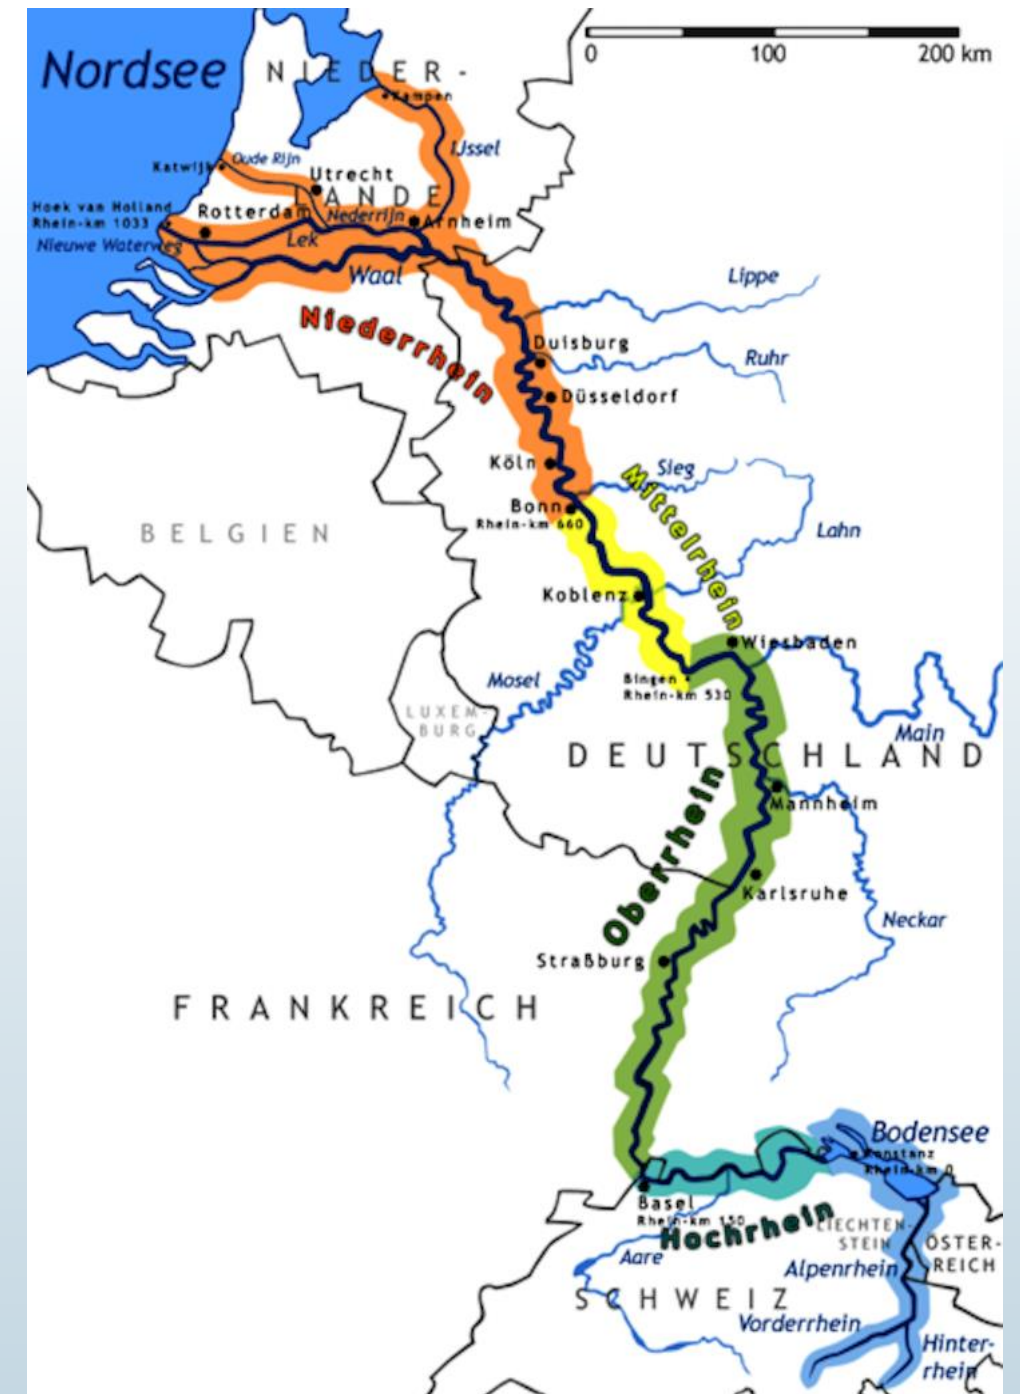 0 100 200 km
Nordsee
NIEDER-
Kampen
IJssel
Katwijk
Oude Rijn
Utrecht
LANDE
Hoek van Holland
Rhein-km 1033
Rotterdam
Nederrijn
Arnheim
Nieuwe Waterweg
Lek
Waal
Lippe
Niederrhein
Duisburg
Ruhr
Düsseldorf
Köln
Sieg
Mittelrhein
Bonn
Rhein-km 660
BELGIEN
Lahn
Koblenz
Wiesbaden
Mosel
Bingen
Rhein-km 530
LUXEM-
BURG
Main
DEUTSCHLAND
Mannheim
Oberrhein
Karlsruhe
Neckar
Straßburg
FRANKREICH
Bodensee
Konstanz
Rhein-km 0
Basel
Rhein-km 150
Hochrhein
LIECHTEN-
STEIN
ÖSTER-
REICH
Aare
Alpenrhein
SCHWEIZ
Vorderrhein
Hinter-
rhein